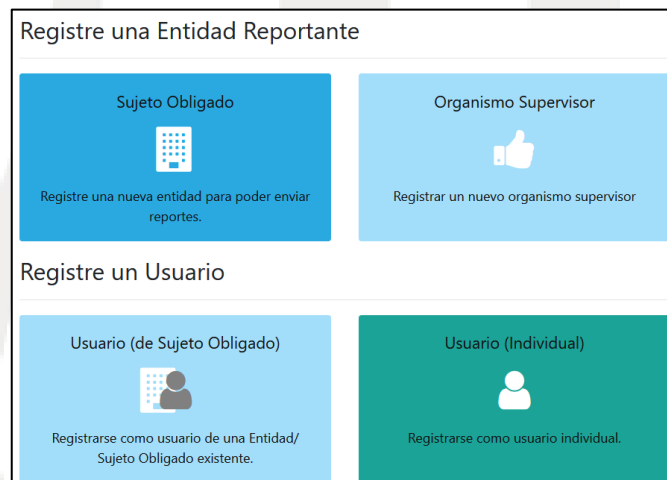 Registre una Entidad Reportante
Sujeto Obligado
Registre una nueva entidad para poder enviar
reportes.
Organismo Supervisor
Registrar un nuevo organismo supervisor
Registre un Usuario
Usuario (de Sujeto Obligado)
Registrarse como usuario de una Entidad/
Sujeto Obligado existente.
Usuario (Individual)
Registrarse como usuario individual.